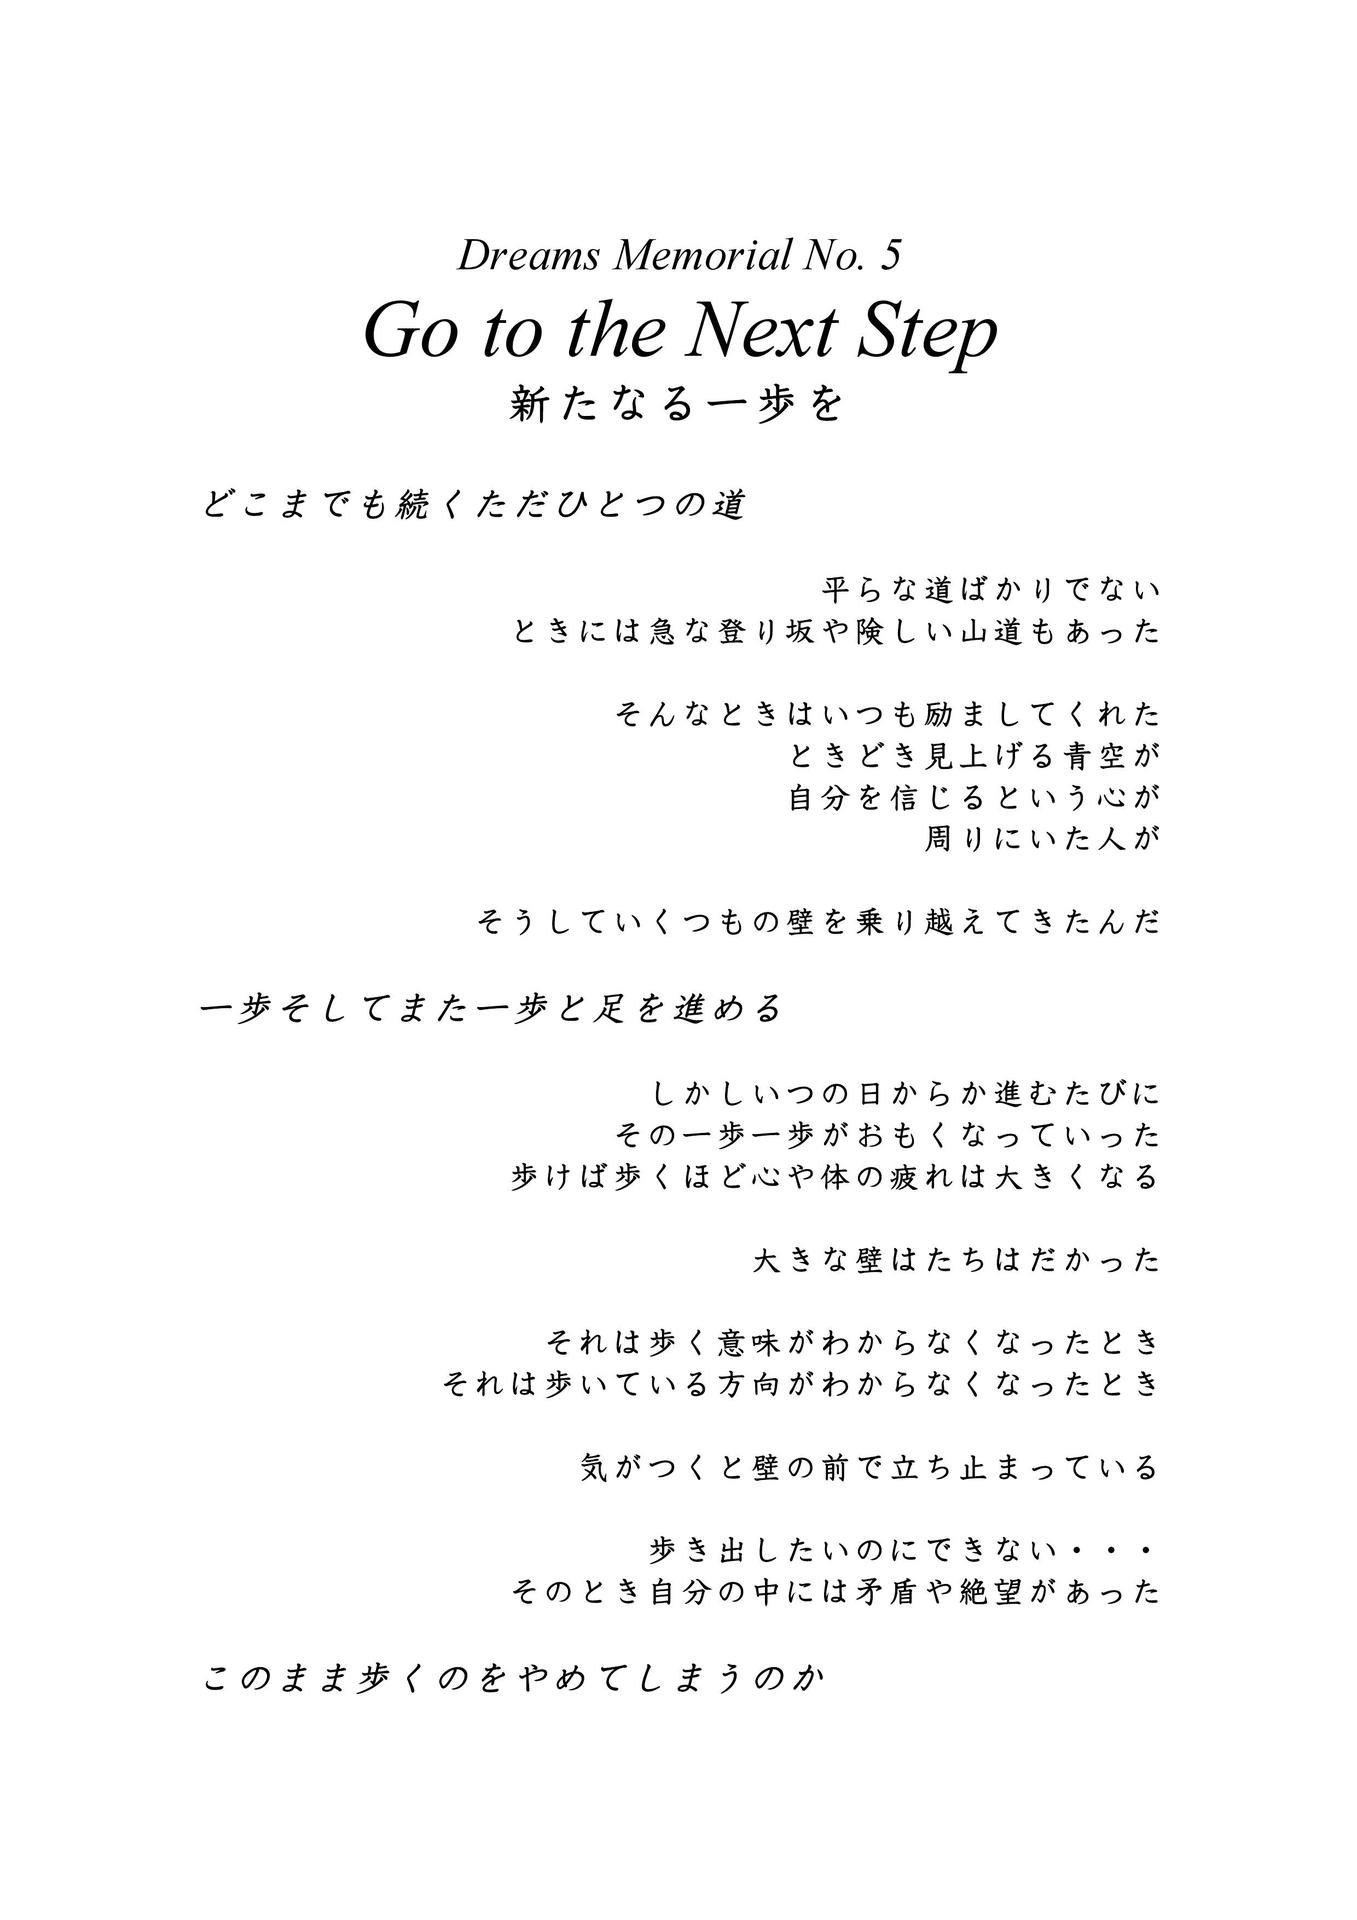 Dreams Memorial No. 5
Go to the Next Step
新たなる一歩を
どこまでも続くただひとつの道
平らな道ばかりでない
ときには急な登り坂や険しい山道もあった
そんなときはいつも励ましてくれた
ときどき見上げる青空が
自分を信じるという心が
周りにいた人が
そうしていくつもの壁を乗り越えてきたんだ
一歩そしてまた一歩と足を進める
しかしいつの日からか進むたびに
その一歩一歩がおもくなっていった
歩けば歩くほど心や体の疲れは大きくなる
大きな壁はたちはだかった
それは歩く意味がわからなくなったとき
それは歩いている方向がわからなくなったとき
気がつくと壁の前で立ち止まっている
歩き出したいのにできない・・・
そのとき自分の中には矛盾や絶望があった
このまま歩くのをやめてしまうのか